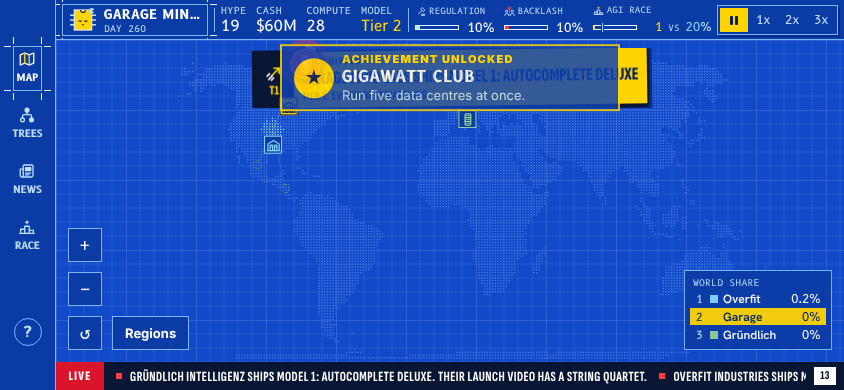 GARAGE MIN...
DAY 260
HYPE
19
CASH
$60M
COMPUTE
28
MODEL
Tier 2
REGULATION
10%
BACKLASH
10%
AGI RACE
1 VS 20%
1x
2x
3x
MAP
TREES
NEWS
RACE
?
T1
ACHIEVEMENT UNLOCKED
GIGAWATT CLUB
Run five data centres at once.
MODEL 1: AUTOCOMPLETE DELUXE
+
−
↺
Regions
WORLD SHARE
1 Overfit 0.2%
2 Garage 0%
3 Gründlich 0%
LIVE
GRÜNDLICH INTELLIGENZ SHIPS MODEL 1: AUTOCOMPLETE DELUXE. THEIR LAUNCH VIDEO HAS A STRING QUARTET.
OVERFIT INDUSTRIES SHIPS
13